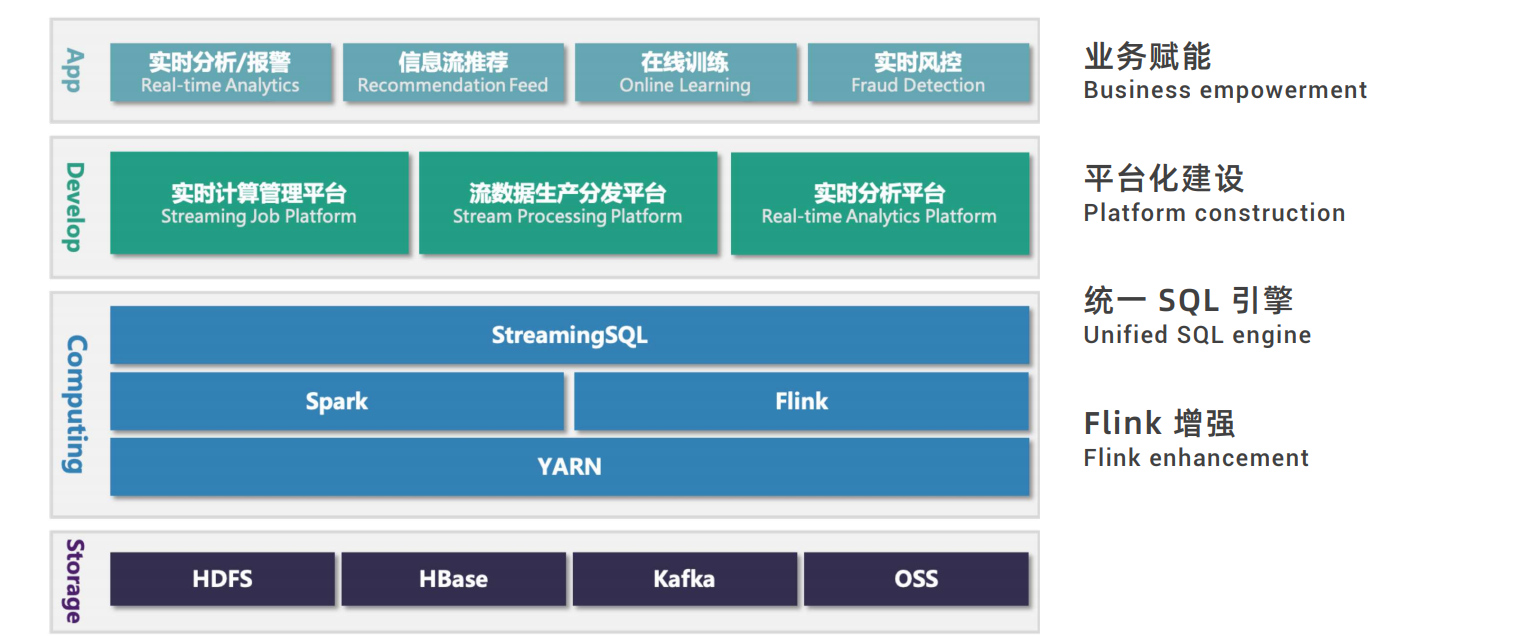 App
实时分析/报警
Real-time Analytics
信息流推荐
Recommendation Feed
在线训练
Online Learning
实时风控
Fraud Detection
业务赋能
Business empowerment
Develop
实时计算管理平台
Streaming Job Platform
流数据生产分发平台
Stream Processing Platform
实时分析平台
Real-time Analytics Platform
平台化建设
Platform construction
Computing
StreamingSQL
Spark
Flink
YARN
统一 SQL 引擎
Unified SQL engine
Flink 增强
Flink enhancement
Storage
HDFS
HBase
Kafka
OSS